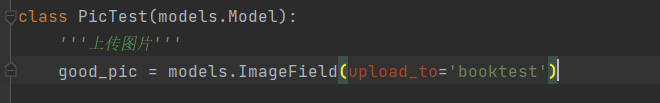 class PicTest(models.Model):
    '''上传图片'''
    good_pic = models.ImageField(upload_to='booktest')